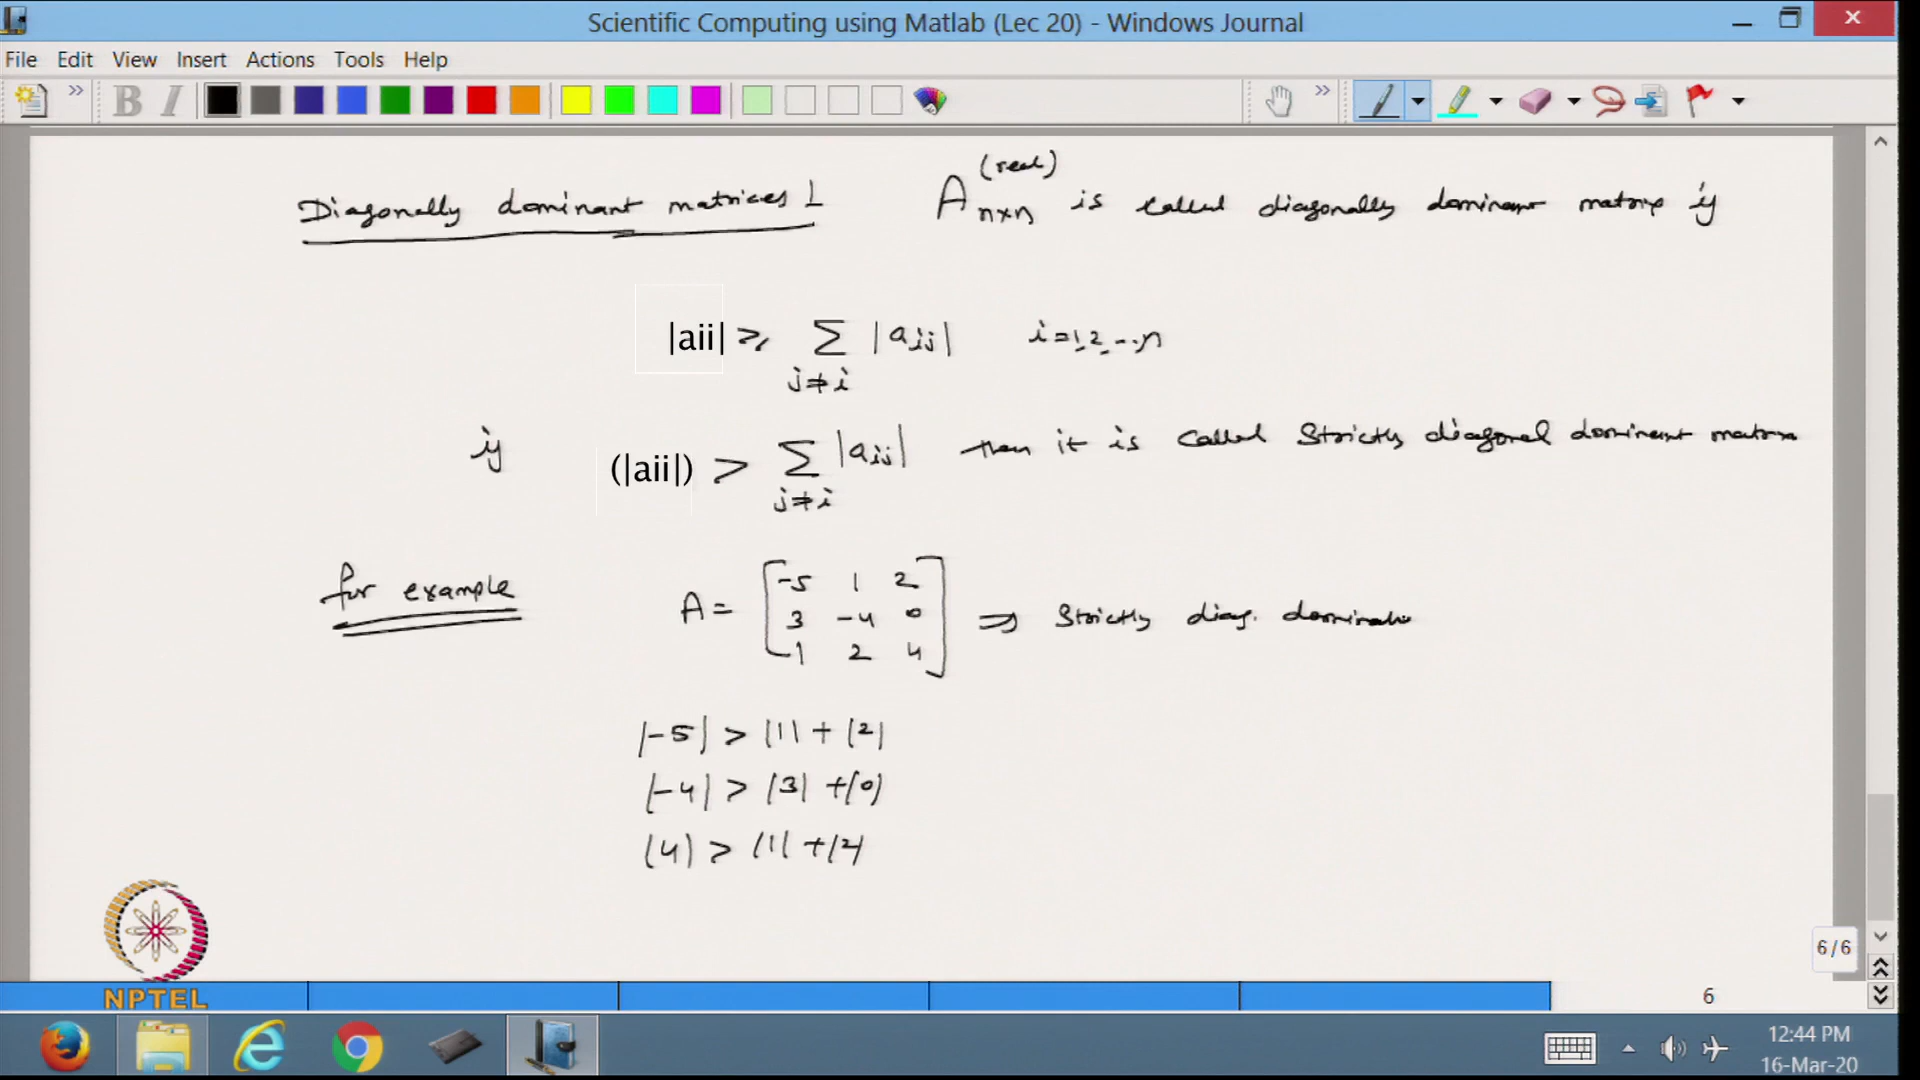 Scientific Computing using Matlab (Lec 20) - Windows Journal
File Edit View Insert Actions Tools Help
B I
Diagonally dominant matrices ⊥ A (real) n×n is called diagonally dominant matrix if
|aii| ≥ ∑ |aij| i=1,2,---,n
j≠i
if (|aii|) > ∑ |aij| then it is called Strictly diagonal dominant matrix
j≠i
for example A = [-5 1 2
3 -4 0
1 2 4] ⇒ Strictly diag. dominate
|-5| > |1| + |2|
|-4| > |3| + |0|
|4| > |1| + |2|
6/6
NPTEL
6
12:44 PM
16-Mar-20